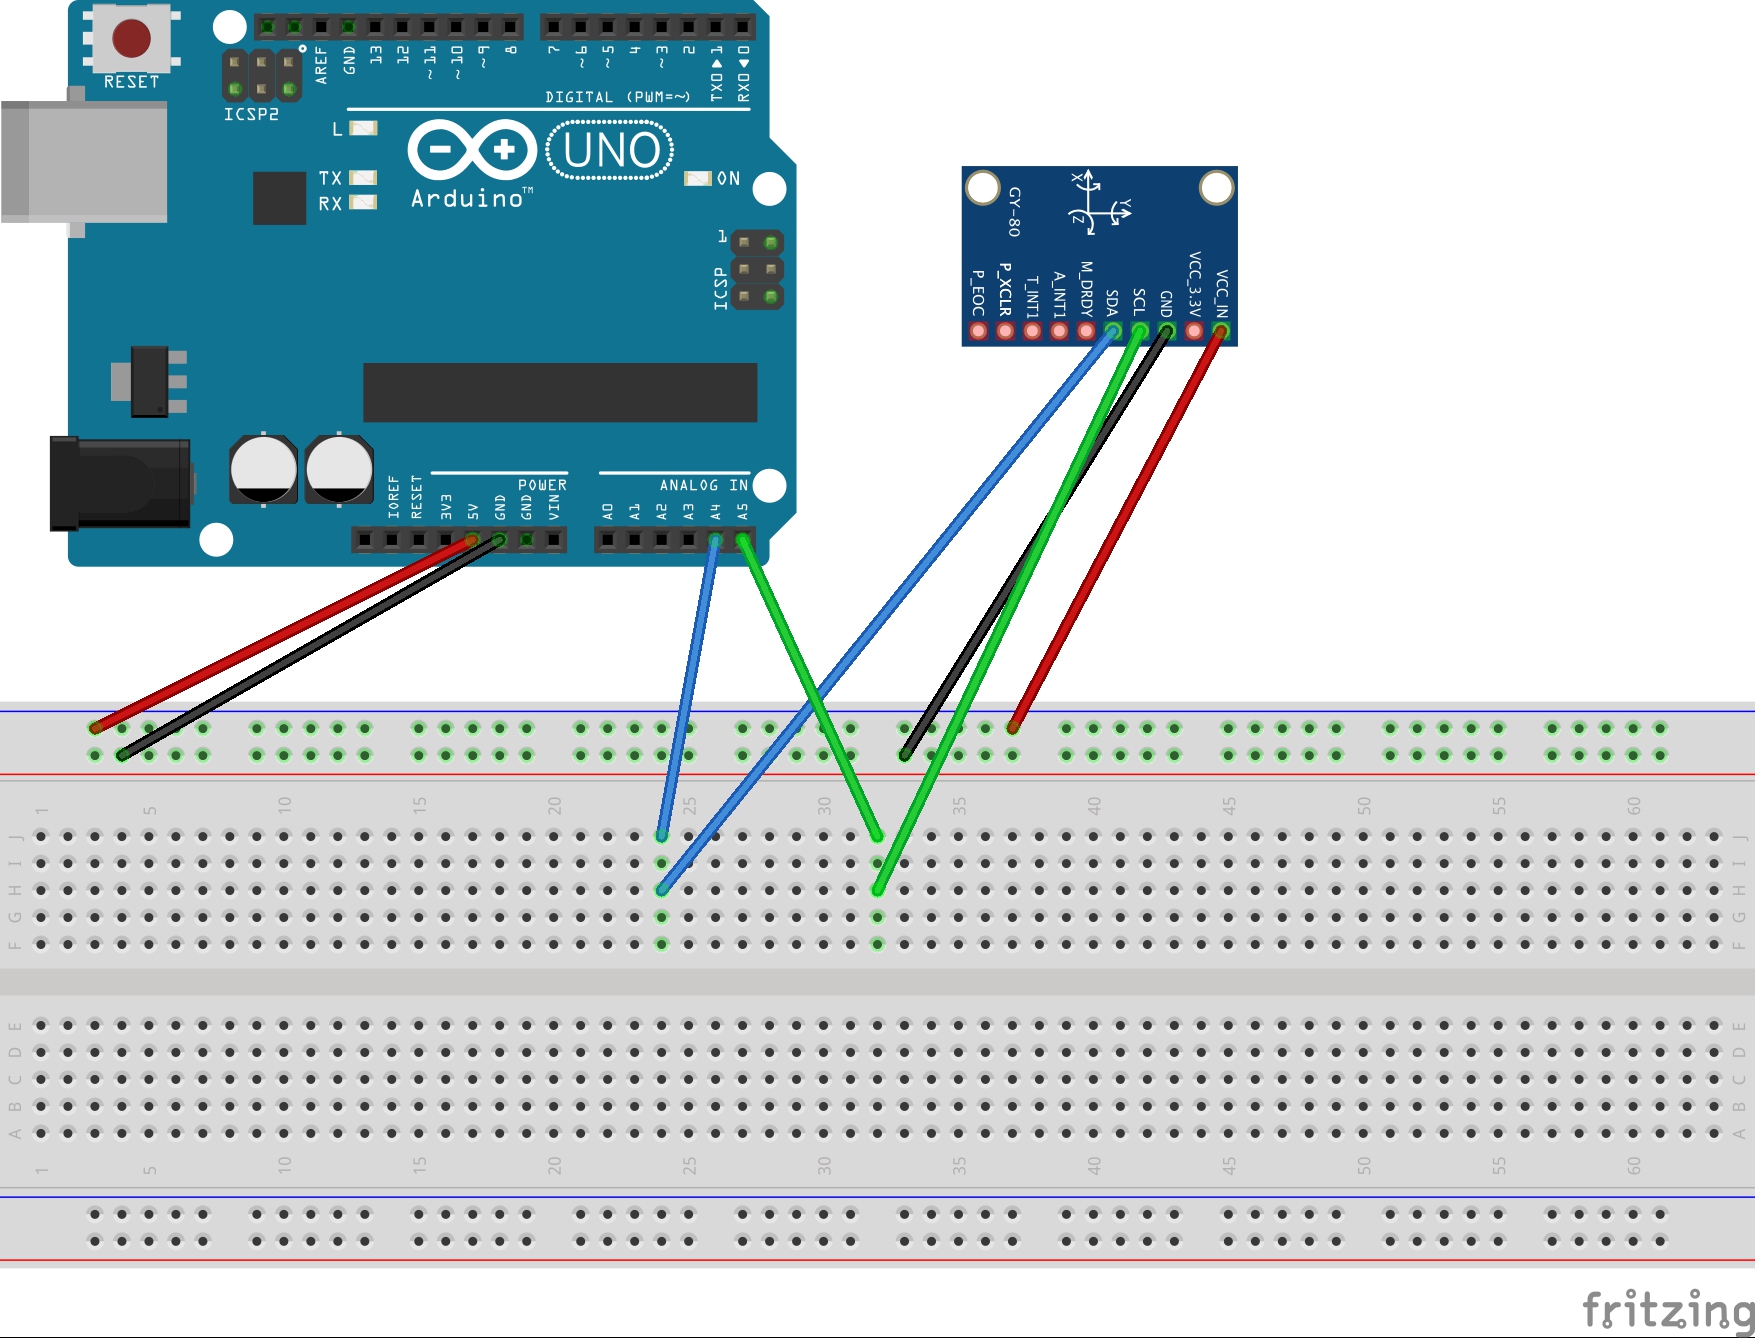 RESET
ICSP2
AREF
GND
13
12
~11
~10
~9
8
7
~6
~5
4
~3
2
TX0▶1
RX0◀0
DIGITAL (PWM=~)
L
TX
RX
UNO
Arduino™
ON
1
ICSP
IOREF
RESET
3V3
5V
GND
GND
VIN
POWER
A0
A1
A2
A3
A4
A5
ANALOG IN
GY-80
X
Y
Z
P_EOC
P_XCLR
T_INT1
A_INT1
M_DRDY
SDA
SCL
GND
VCC_3.3V
VCC_IN
1 5 10 15 20 25 30 35 40 45 50 55 60
J J
I I
H H
G G
F F
E E
D D
C C
B B
A A
1 5 10 15 20 25 30 35 40 45 50 55 60
fritzing